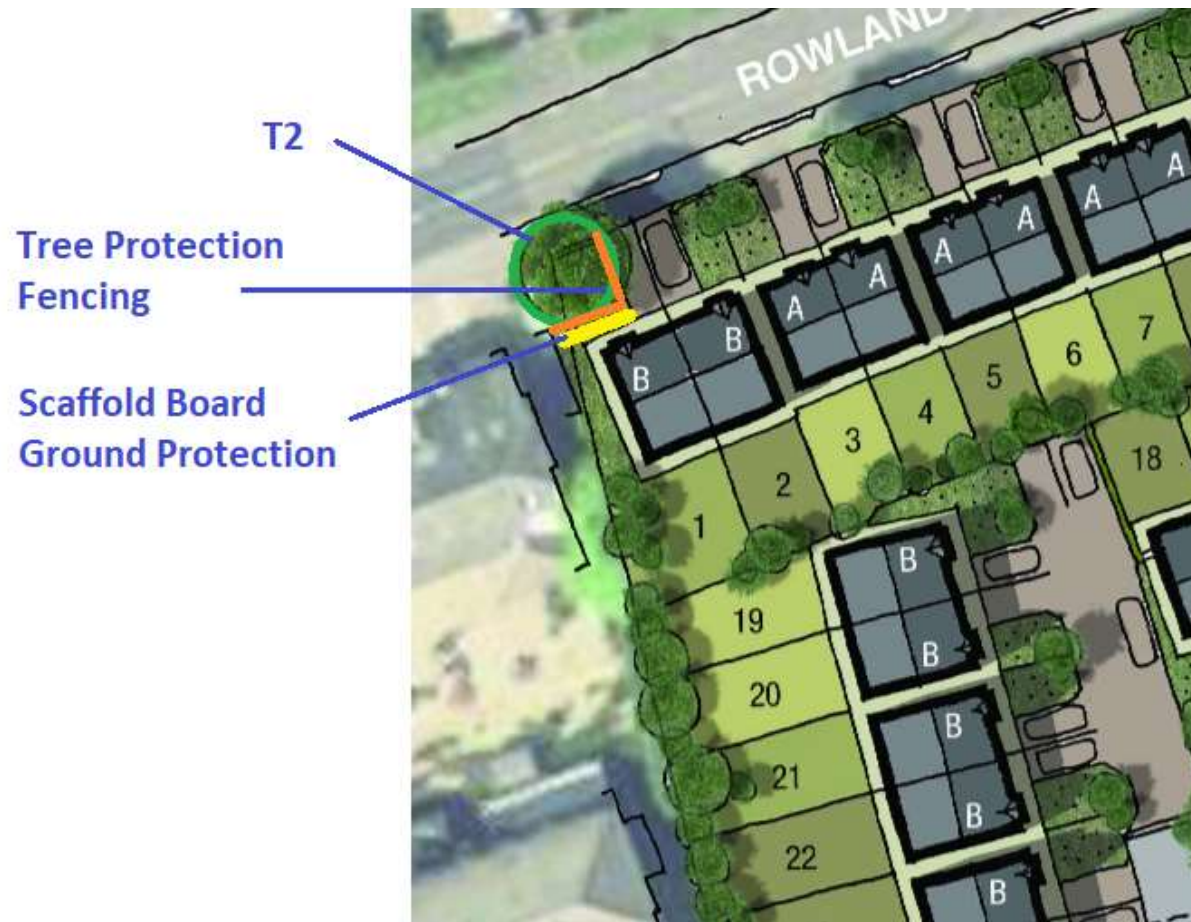 ROWLAND
T2
Tree Protection
Fencing
Scaffold Board
Ground Protection
A
A
A
A
A
A
B
B
7
6
5
4
3
2
1
18
B
B
19
20
B
B
21
22
B